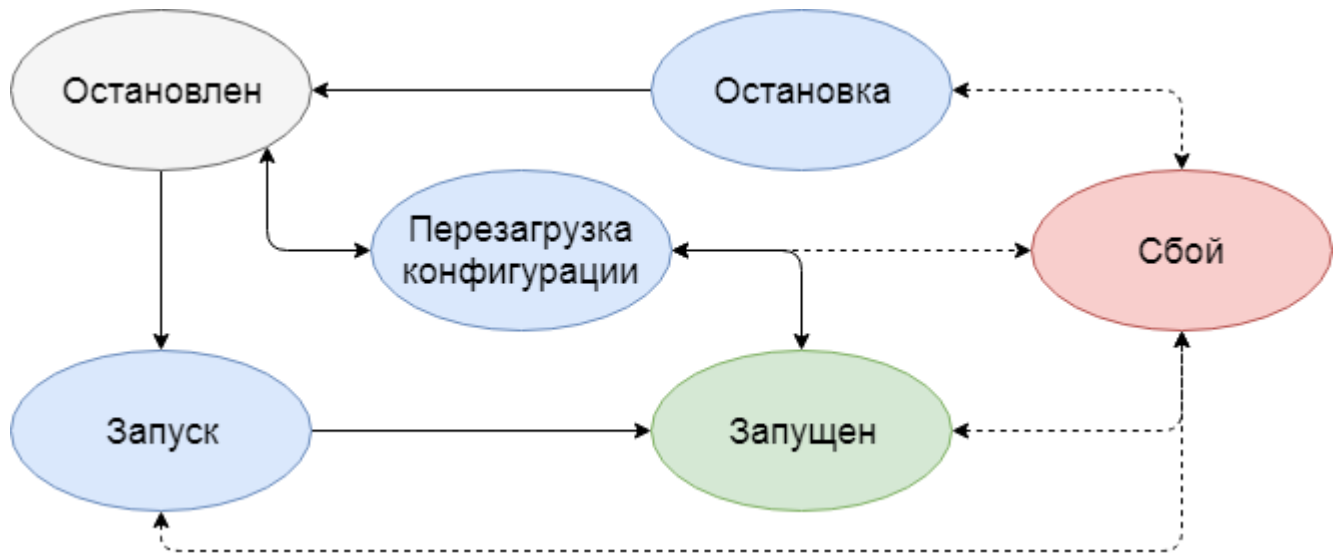 Остановлен
Остановка
Перезагрузка
конфигурации
Сбой
Запуск
Запущен